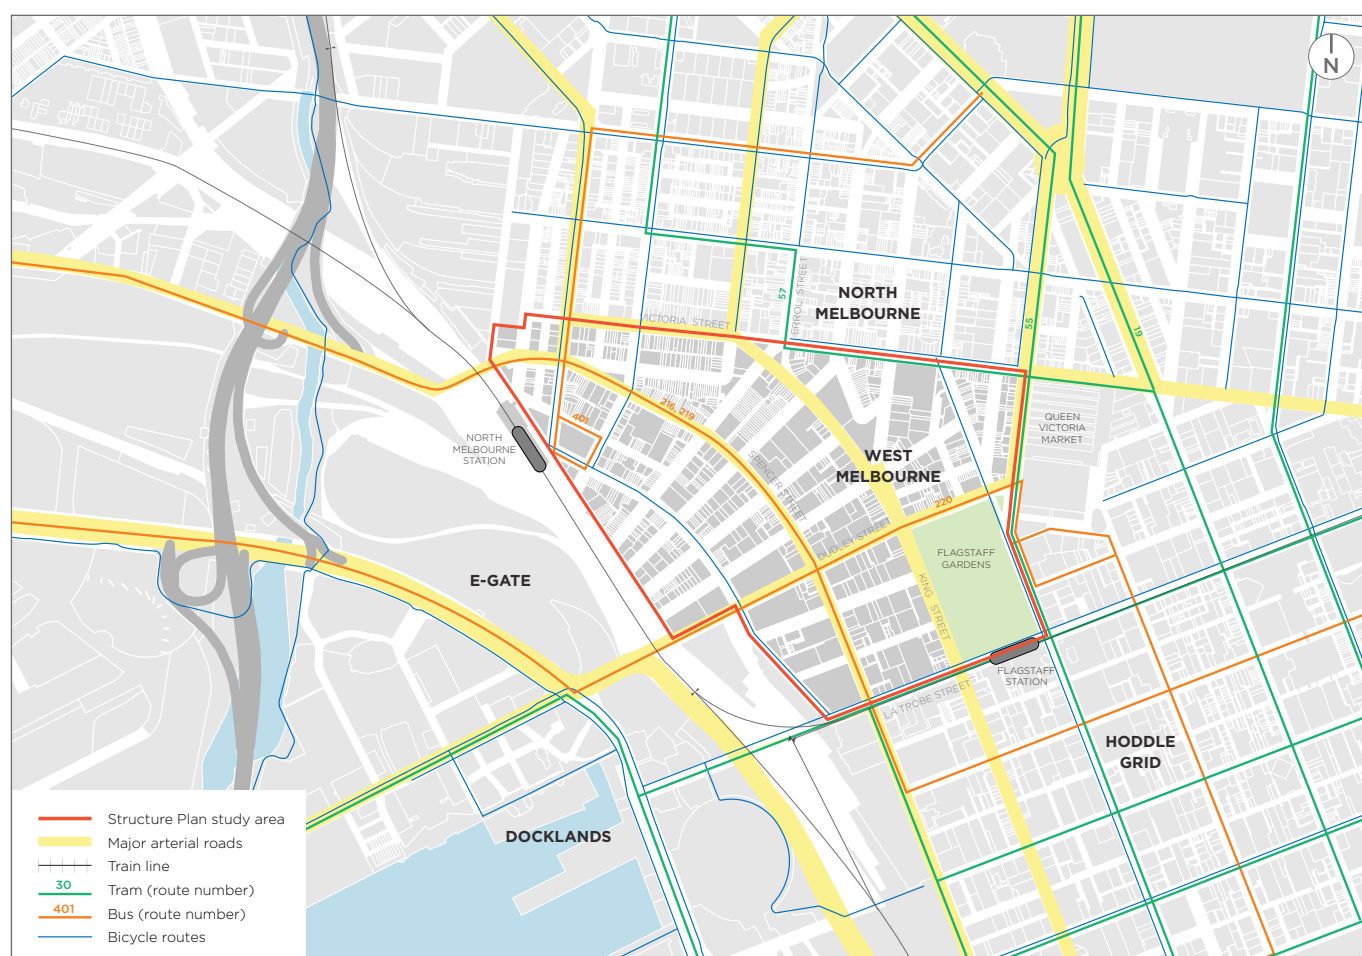 N
NORTH
MELBOURNE
ERROL STREET
57
VICTORIA STREET
55
19
216, 219
401
QUEEN
VICTORIA
MARKET
NORTH
MELBOURNE
STATION
WEST
MELBOURNE
SPENCER STREET
220
DUDLEY STREET
FLAGSTAFF
GARDENS
E-GATE
KING STREET
FLAGSTAFF
STATION
LA TROBE STREET
HODDLE
GRID
DOCKLANDS
Structure Plan study area
Major arterial roads
Train line
30
Tram (route number)
401
Bus (route number)
Bicycle routes